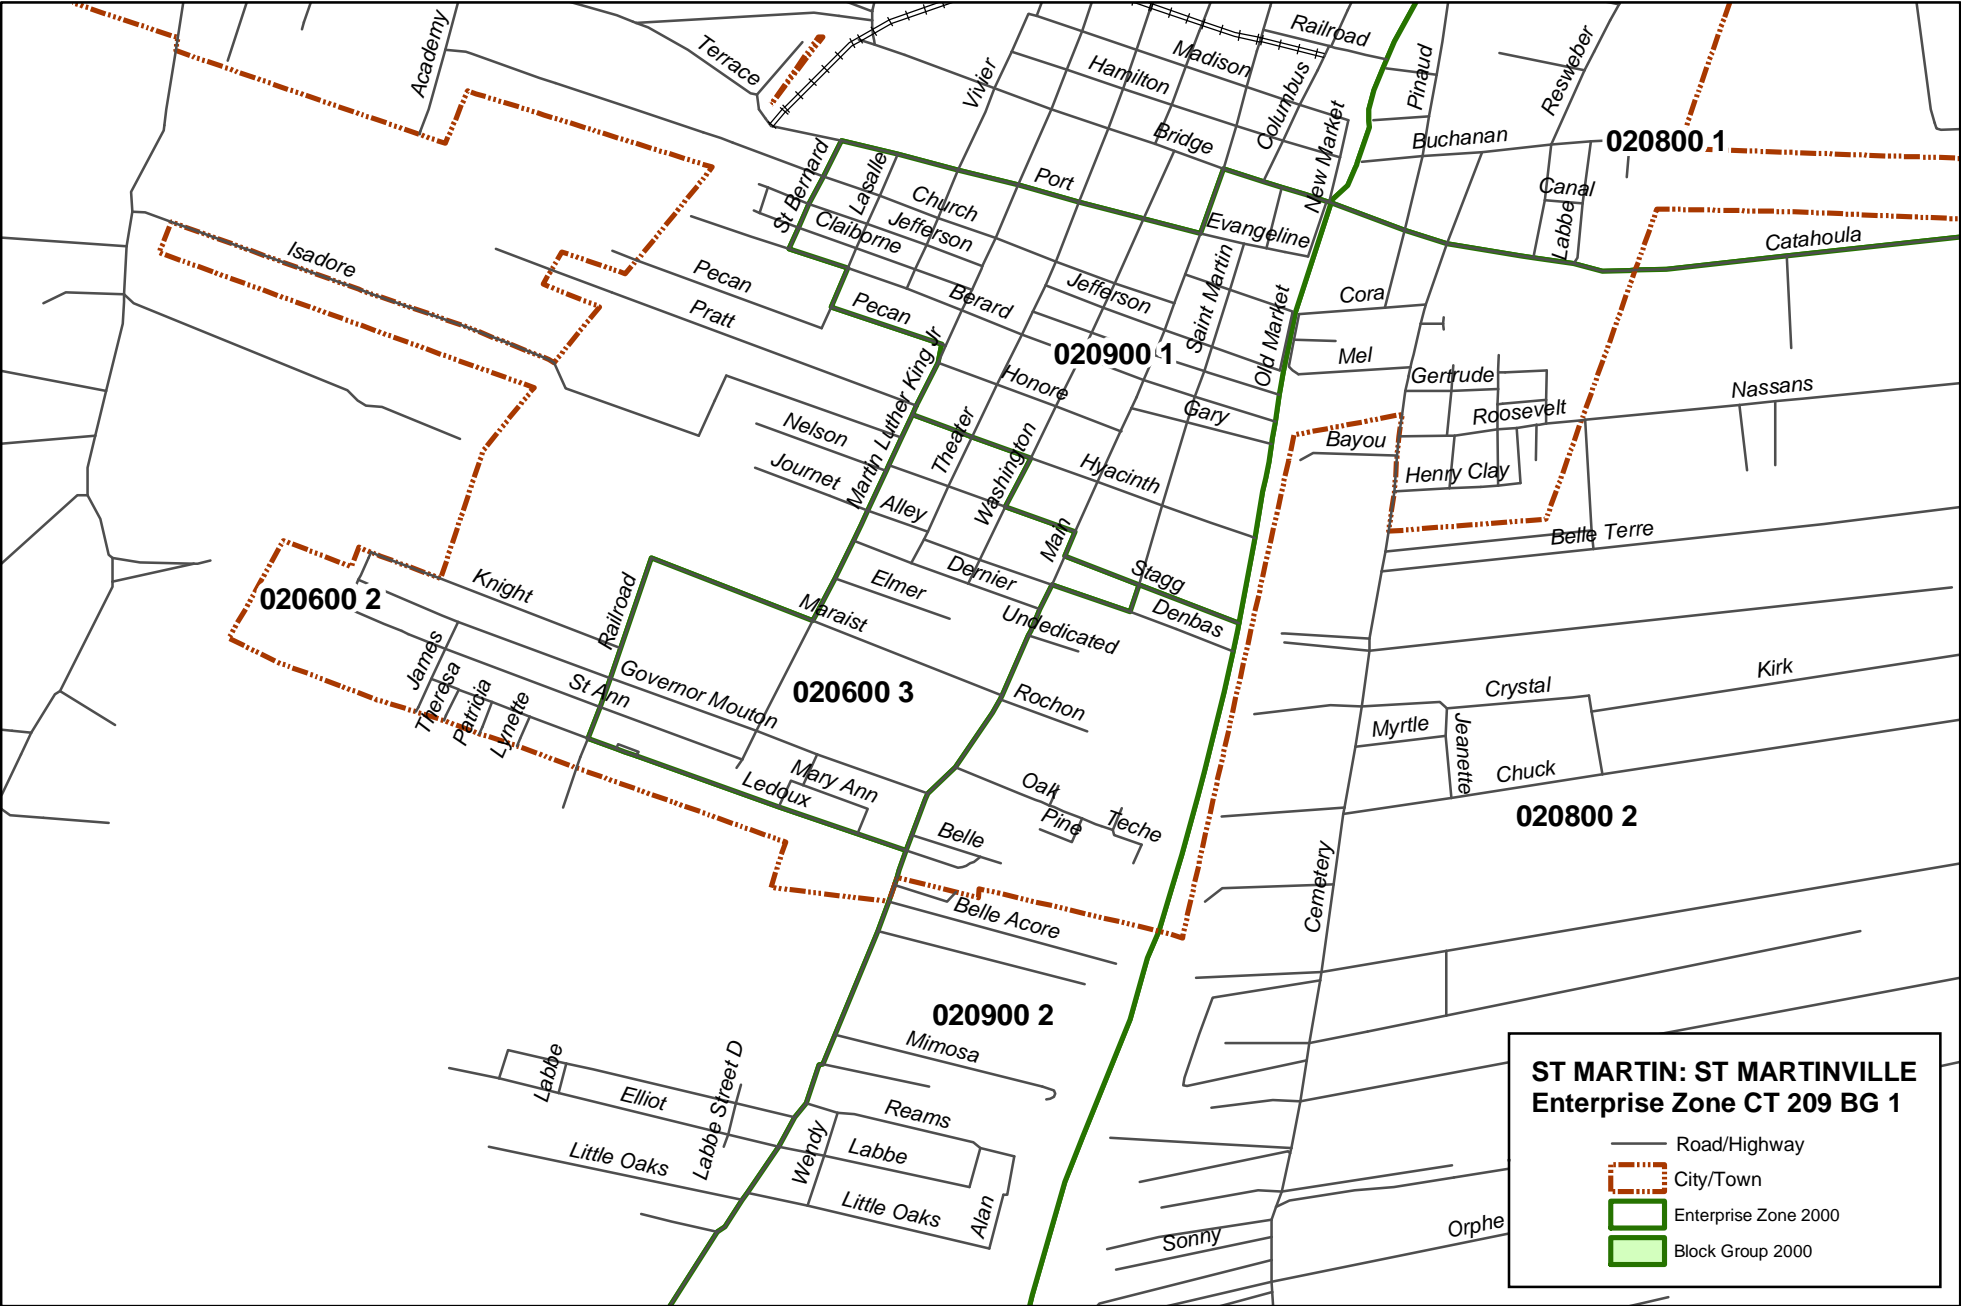 Academy
Terrace
Vivier
Madison
Hamilton
Railroad
Columbus
Pinaud
Resweber
Bridge
New Market
Buchanan
020800 1
St Bernard
Lasalle
Port
Church
Canal
Labbe
Jefferson
Claiborne
Evangeline
Catahoula
Isadore
Pecan
Pratt
Pecan
Berard
Jefferson
Saint Martin
Old Market
Cora
Mel
020900 1
Honore
Gary
Gertrude
Roosevelt
Nassans
Nelson
Journet
Martin Luther King Jr
Theater
Washington
Hyacinth
Bayou
Henry Clay
Alley
Main
Belle Terre
020600 2
Knight
Railroad
Maraist
Elmer
Dernier
Stagg
Denbas
Undedicated
James
Theresa
Patricia
Lynette
St Ann
Governor Mouton
020600 3
Rochon
Crystal
Kirk
Myrtle
Jeanette
Chuck
020800 2
Ledoux
Mary Ann
Oak
Pine
Teche
Belle
Cemetery
Belle Acore
020900 2
Mimosa
Labbe
Elliot
Labbe Street D
Reams
Wendy
Labbe
Little Oaks
Little Oaks
Alan
Sonny
Orphe
ST MARTIN: ST MARTINVILLE
Enterprise Zone CT 209 BG 1
Road/Highway
City/Town
Enterprise Zone 2000
Block Group 2000